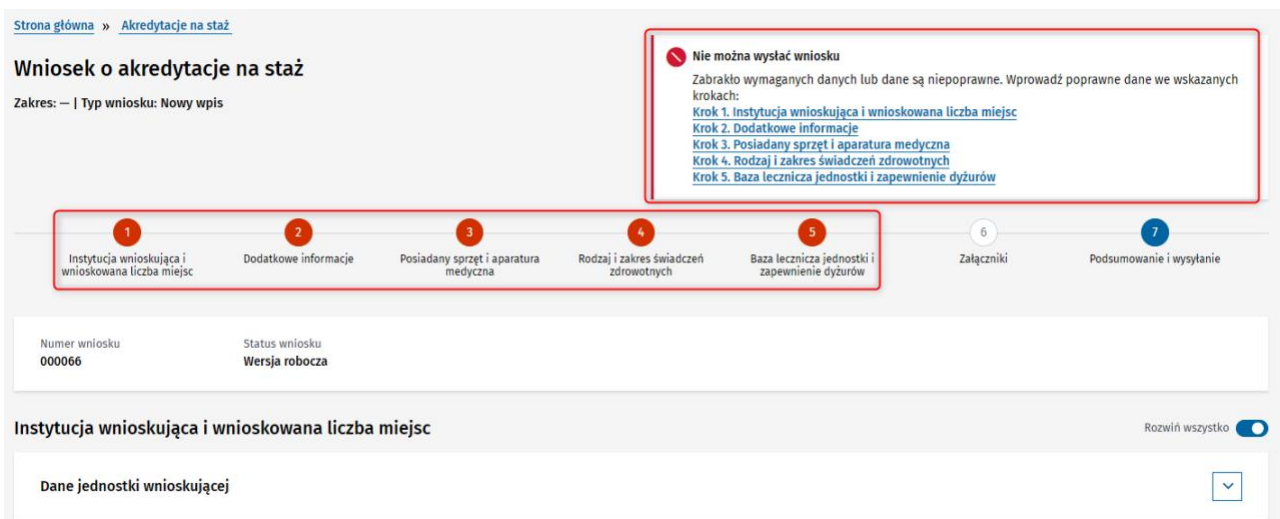 Strona główna » Akredytacje na staż
Wniosek o akredytacje na staż
Zakres: — | Typ wniosku: Nowy wpis
Nie można wysłać wniosku
Zabrakło wymaganych danych lub dane są niepoprawne. Wprowadź poprawne dane we wskazanych
krokach:
Krok 1. Instytucja wnioskująca i wnioskowana liczba miejsc
Krok 2. Dodatkowe informacje
Krok 3. Posiadany sprzęt i aparatura medyczna
Krok 4. Rodzaj i zakres świadczeń zdrowotnych
Krok 5. Baza lecznicza jednostki i zapewnienie dyżurów
1
Instytucja wnioskująca i
wnioskowana liczba miejsc
2
Dodatkowe informacje
3
Posiadany sprzęt i aparatura
medyczna
4
Rodzaj i zakres świadczeń
zdrowotnych
5
Baza lecznicza jednostki i
zapewnienie dyżurów
6
Załączniki
7
Podsumowanie i wysyłanie
Numer wniosku
000066
Status wniosku
Wersja robocza
Instytucja wnioskująca i wnioskowana liczba miejsc
Rozwiń wszystko
Dane jednostki wnioskującej